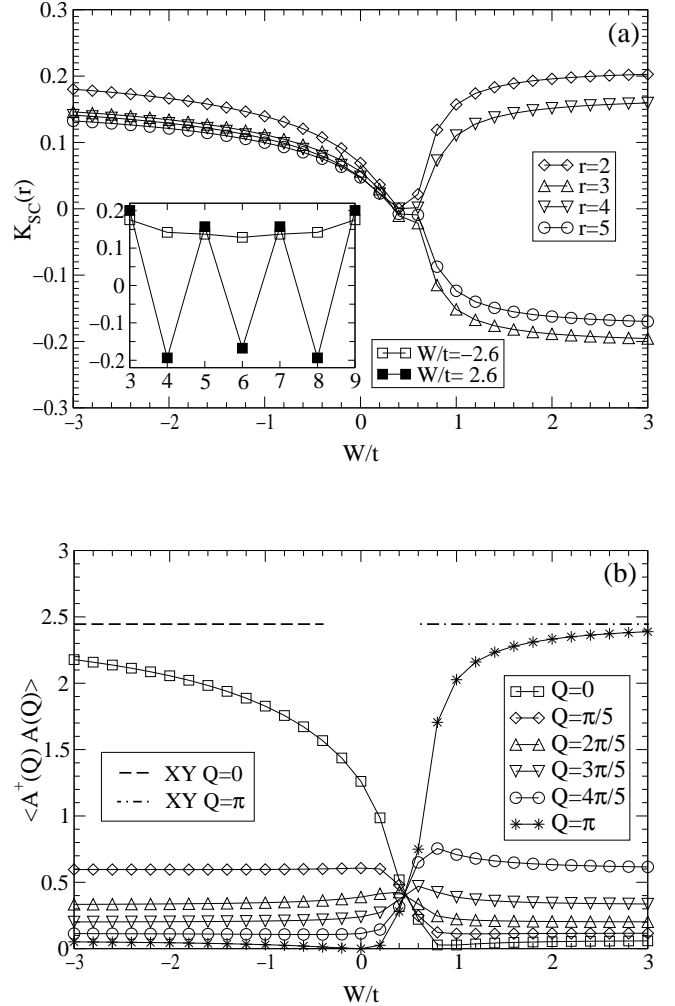 0.3
(a)
0.2
0.1
K_SC(r)
0
−0.1
−0.2
−0.3
r=2
r=3
r=4
r=5
0.2
0.1
0
−0.1
−0.2
3 4 5 6 7 8 9
W/t=−2.6
W/t= 2.6
−3 −2 −1 0 1 2 3
W/t
3
(b)
2.5
2
1.5
1
0.5
0
<A⁺(Q) A(Q)>
XY Q=0
XY Q=π
Q=0
Q=π/5
Q=2π/5
Q=3π/5
Q=4π/5
Q=π
−3 −2 −1 0 1 2 3
W/t